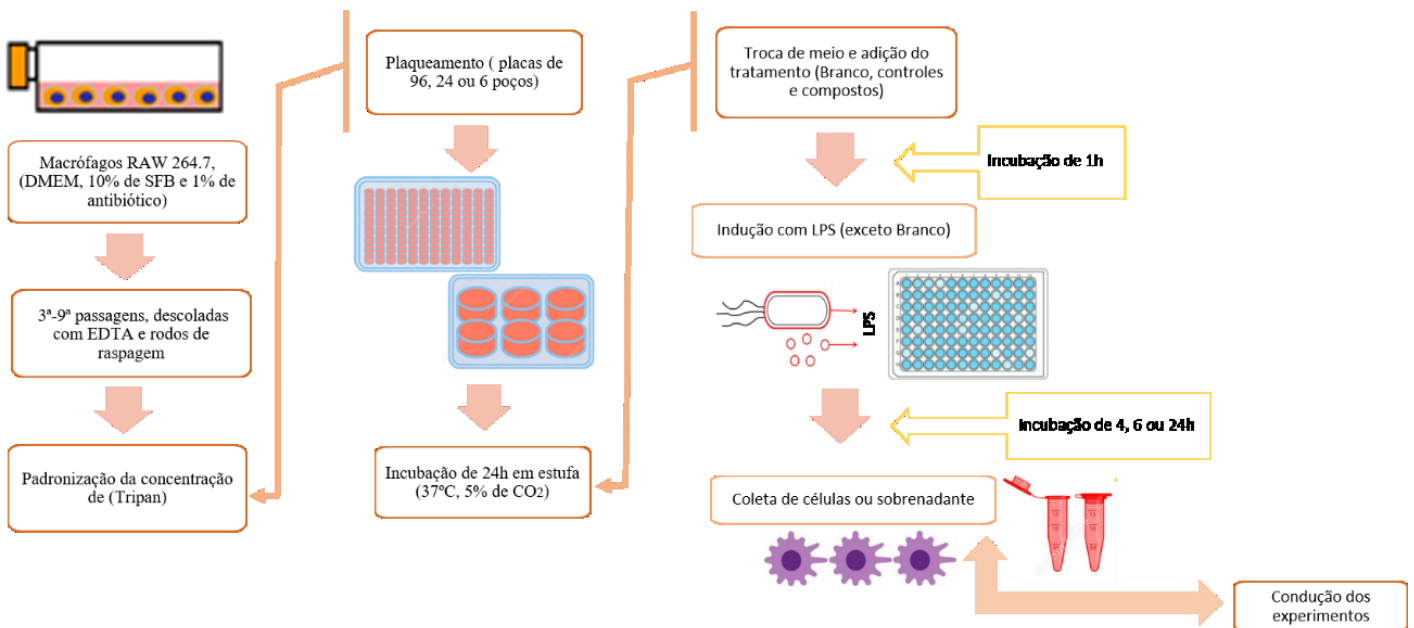 Macrófagos RAW 264.7,
(DMEM, 10% de SFB e 1% de
antibiótico)
3ª-9ª passagens, descoladas
com EDTA e rodos de
raspagem
Padronização da concentração
de (Tripan)
Plaqueamento ( placas de
96, 24 ou 6 poços)
Incubação de 24h em estufa
(37ºC, 5% de CO2)
Troca de meio e adição do
tratamento (Branco, controles
e compostos)
Incubação de 1h
Indução com LPS (exceto Branco)
LPS
Incubação de 4, 6 ou 24h
Coleta de células ou sobrenadante
Condução dos
experimentos